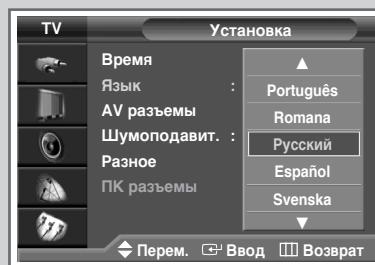 TV
Установка
Время
Язык :
AV разъемы
Шумоподавит. :
Разное
ПК разъемы
▲
Português
Romana
Русский
Español
Svenska
▼
Перем. Ввод Возврат